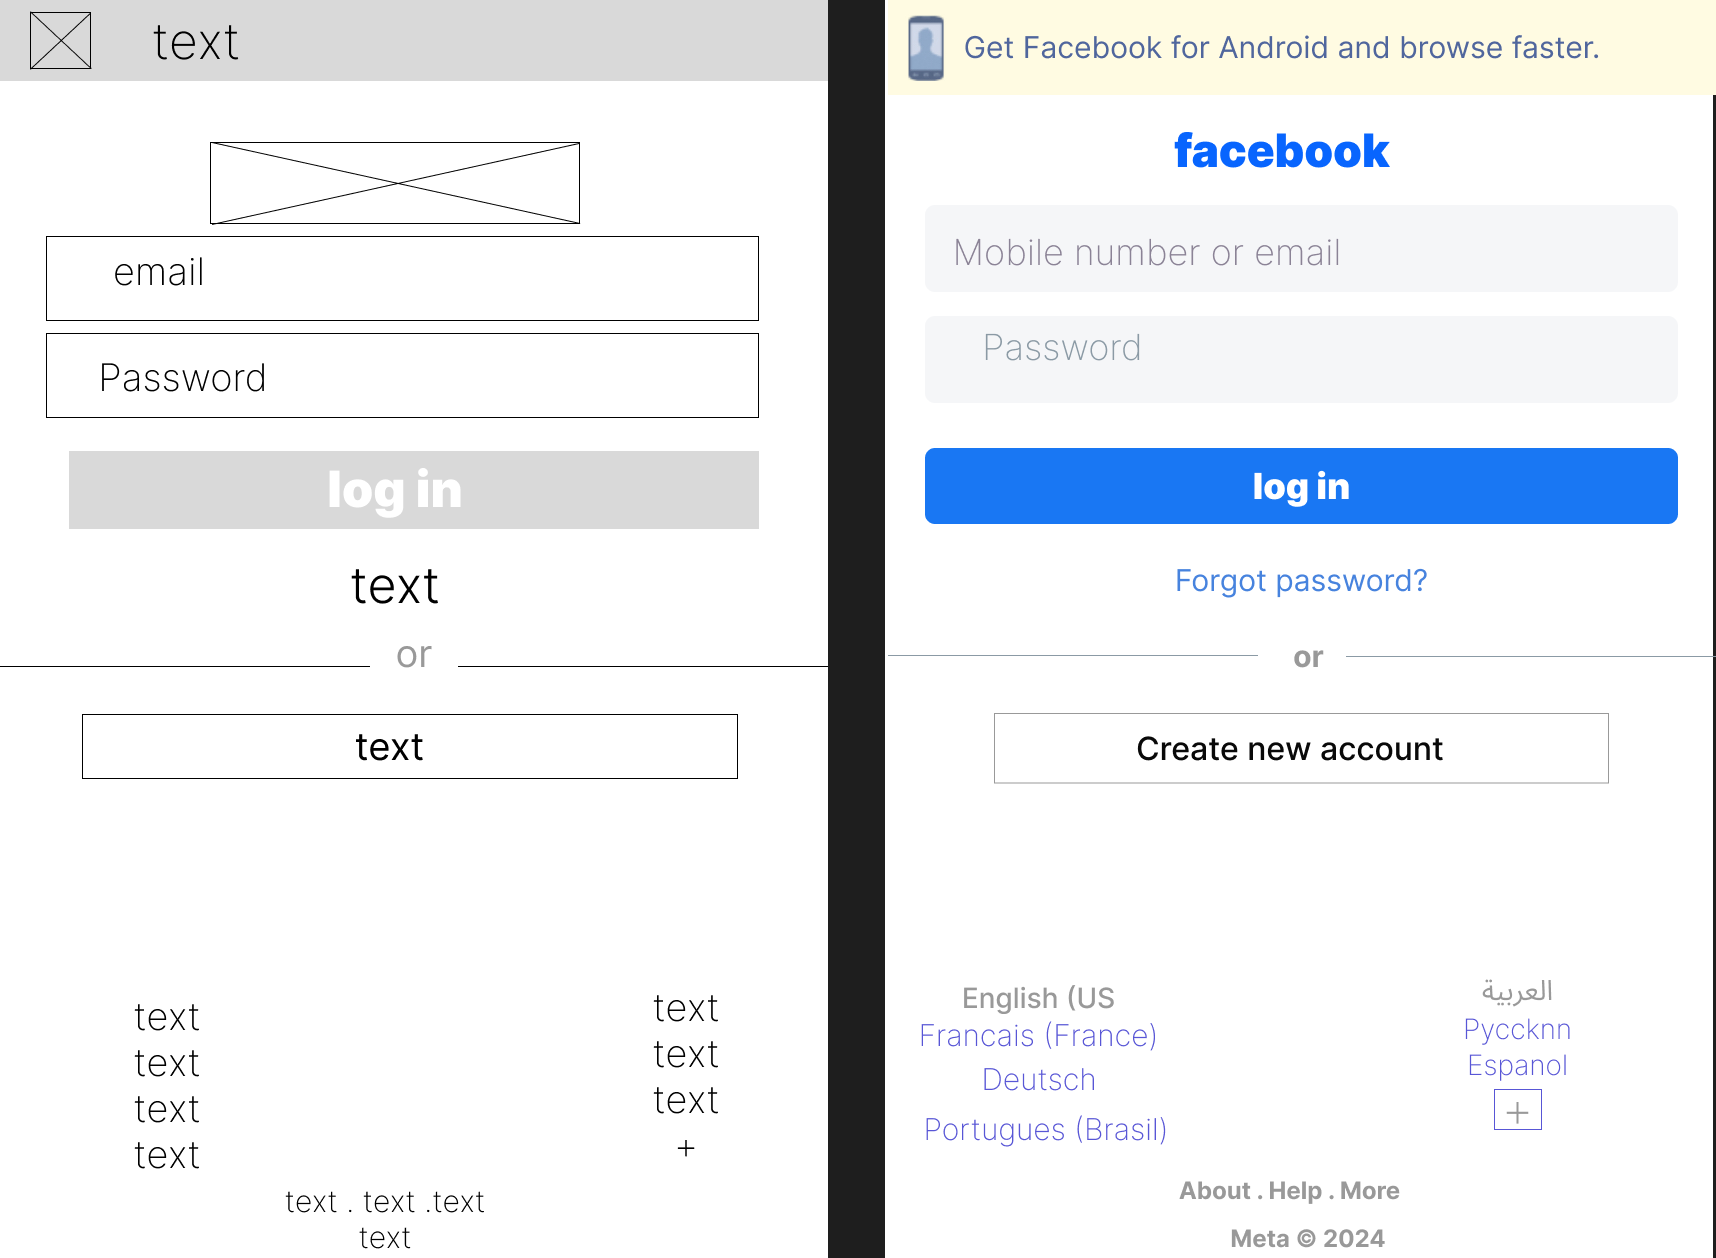 text
email
Password
log in
text
or
text
text
text
text
text
text
text
text
+
text . text .text
text
Get Facebook for Android and browse faster.
facebook
Mobile number or email
Password
log in
Forgot password?
or
Create new account
English (US
Francais (France)
Deutsch
Portugues (Brasil)
العربية
Pyccknn
Espanol
+
About . Help . More
Meta © 2024